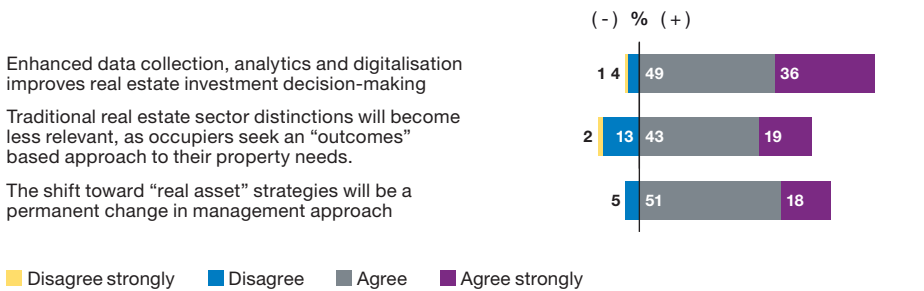 (-) % (+)
Enhanced data collection, analytics and digitalisation
improves real estate investment decision-making
1 4 49 36
Traditional real estate sector distinctions will become
less relevant, as occupiers seek an “outcomes”
based approach to their property needs.
2 13 43 19
The shift toward “real asset” strategies will be a
permanent change in management approach
5 51 18
Disagree strongly Disagree Agree Agree strongly